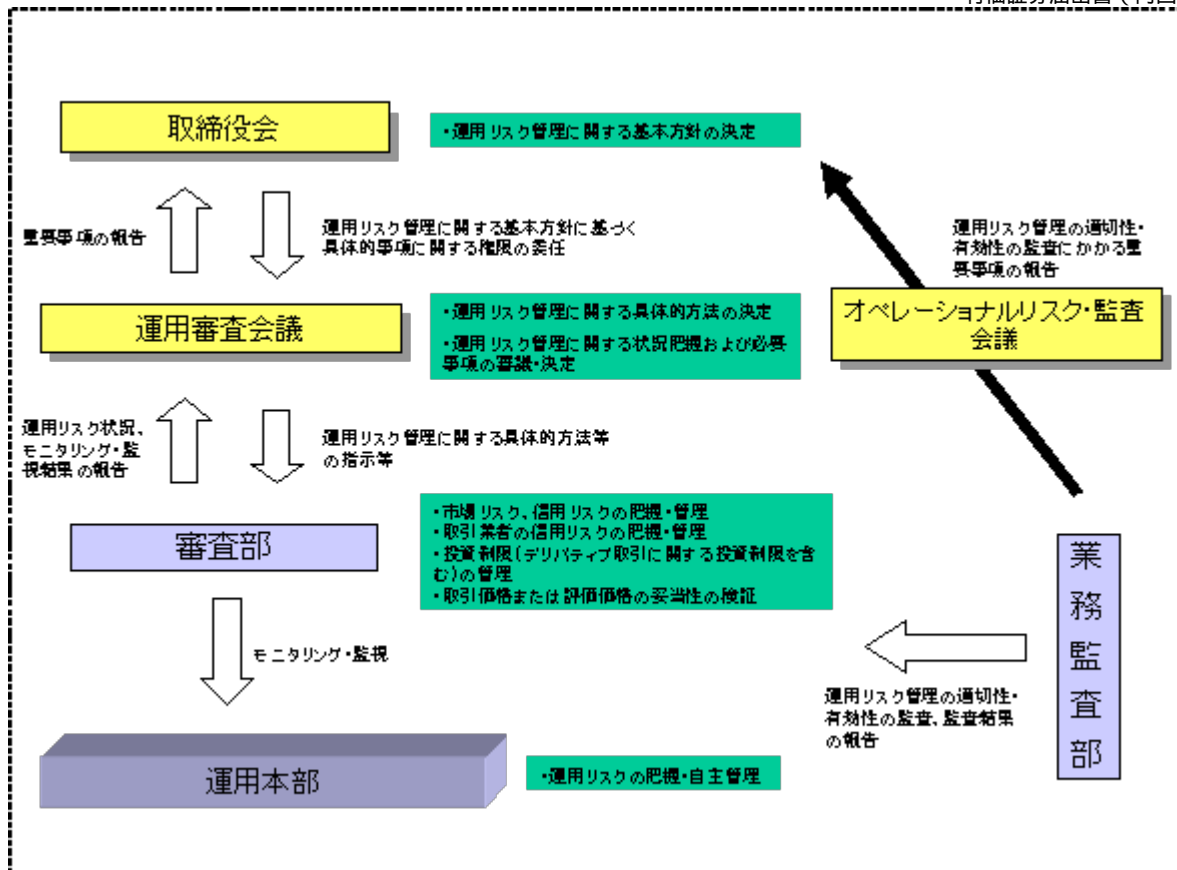 取締役会
・運用リスク管理に関する基本方針の決定
重要事項の報告
運用リスク管理に関する基本方針に基づく
具体的事項に関する権限の委任
運用リスク管理の適切性・
有効性の監査にかかる重
要事項の報告
運用審査会議
・運用リスク管理に関する具体的方法の決定
・運用リスク管理に関する状況把握および必要
事項の審議・決定
オペレーショナルリスク・監査
会議
運用リスク状況、
モニタリング・監
視結果の報告
運用リスク管理に関する具体的方法等
の指示等
審査部
・市場リスク、信用リスクの把握・管理
・取引業者の信用リスクの把握・管理
・投資制限(デリバティブ取引に関する投資制限を含
む)の管理
・取引価格または評価価格の妥当性の検証
業務監査部
モニタリング・監視
運用リスク管理の適切性・
有効性の監査、監査結果
の報告
運用本部
・運用リスクの把握・自主管理